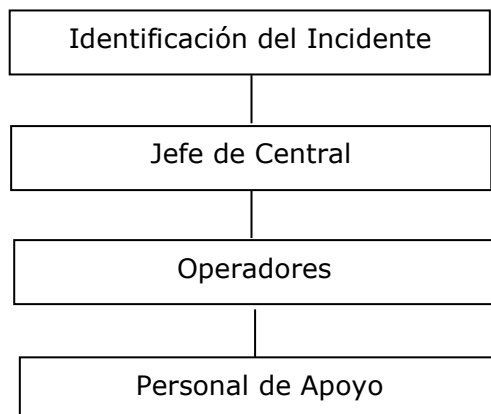 Identificación del Incidente
Jefe de Central
Operadores
Personal de Apoyo